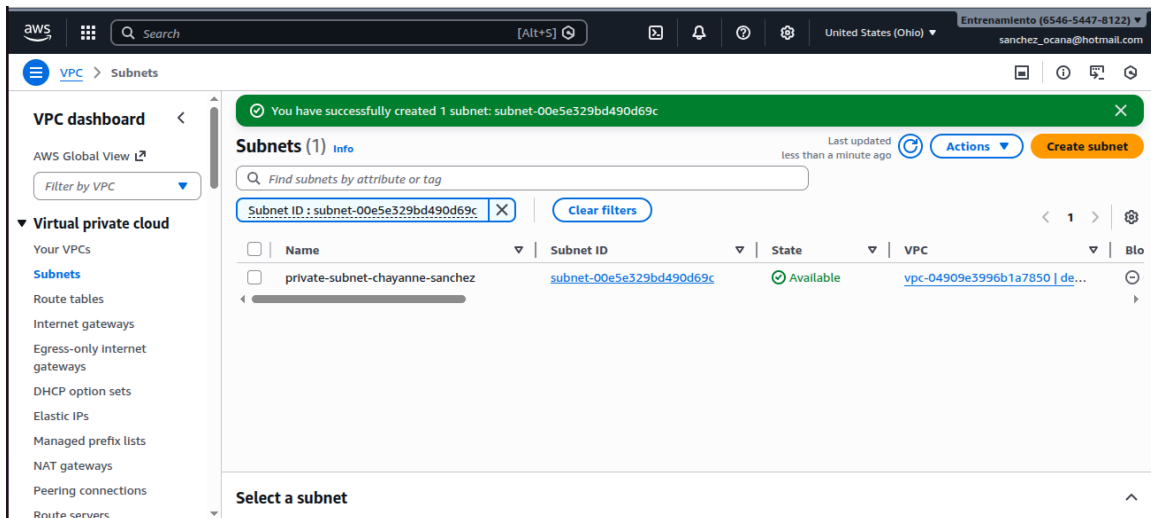 aws
Search [Alt+S]
United States (Ohio) ▼
Entrenamiento (6546-5447-8122) ▼
sanchez_ocana@hotmail.com
VPC > Subnets
VPC dashboard
AWS Global View
Filter by VPC
Virtual private cloud
Your VPCs
Subnets
Route tables
Internet gateways
Egress-only internet
gateways
DHCP option sets
Elastic IPs
Managed prefix lists
NAT gateways
Peering connections
Route servers
You have successfully created 1 subnet: subnet-00e5e329bd490d69c
Subnets (1) Info
Last updated
less than a minute ago
Actions
Create subnet
Find subnets by attribute or tag
Subnet ID : subnet-00e5e329bd490d69c
Clear filters
1
Name Subnet ID State VPC Blo
private-subnet-chayanne-sanchez subnet-00e5e329bd490d69c Available vpc-04909e3996b1a7850 | de...
Select a subnet